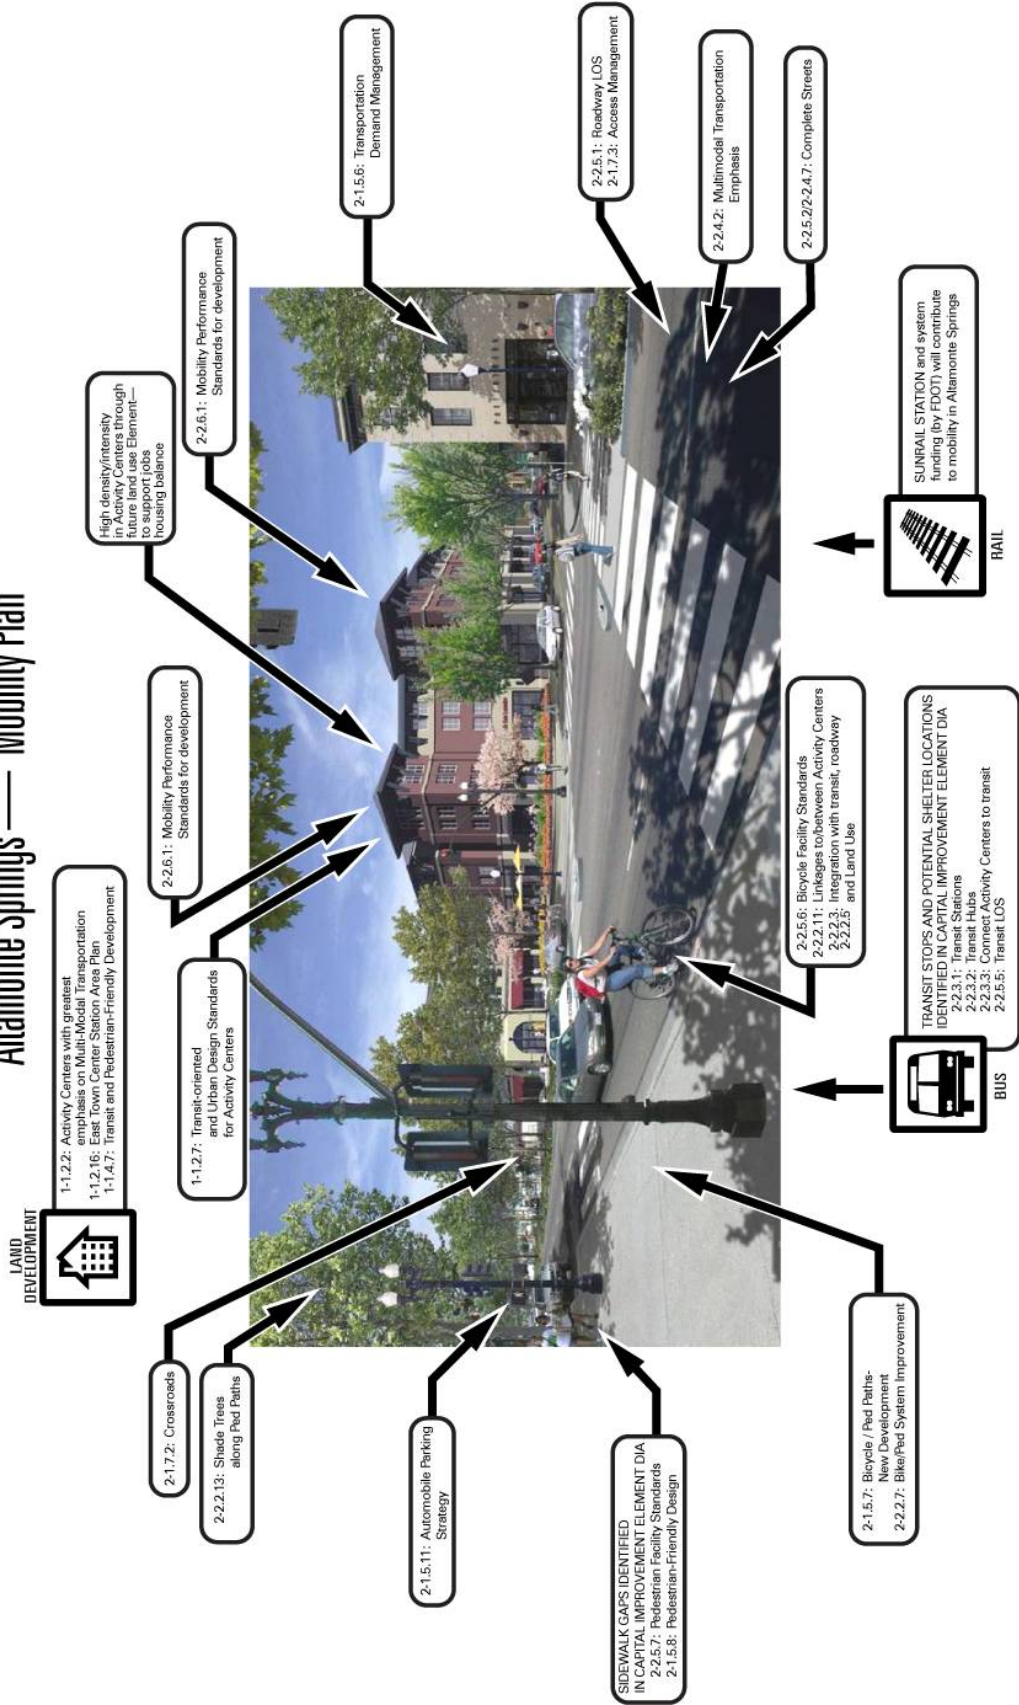 Altamonte Springs — Mobility Plan
LAND
DEVELOPMENT
1-1.2.2: Activity Centers with greatest
emphasis on Multi-Modal Transportation
1-1.2.16: East Town Center Station Area Plan
1-1.4.7: Transit and Pedestrian-Friendly Development
2-2.6.1: Mobility Performance
Standards for development
High density/intensity
in Activity Centers through
future land use Element—
to support jobs
housing balance
2-2.6.1: Mobility Performance
Standards for development
2-1.5.6: Transportation
Demand Management
2-1.7.2: Crossroads
2-2.2.13: Shade Trees
along Ped Paths
1-1.2.7: Transit-oriented
and Urban Design Standards
for Activity Centers
2-1.5.11: Automobile Parking
Strategy
2-2.5.1: Roadway LOS
2-1.7.3: Access Management
2-2.4.2: Multimodal Transportation
Emphasis
2-2.5.2/2-2.4.7: Complete Streets
SIDEWALK GAPS IDENTIFIED
IN CAPITAL IMPROVEMENT ELEMENT DIA
2-2.5.7: Pedestrian Facility Standards
2-1.5.8: Pedestrian-Friendly Design
2-1.5.7: Bicycle / Ped Paths-
New Development
2-2.2.7: Bike/Ped System Improvement
2-2.5.6: Bicycle Facility Standards
2-2.2.11: Linkages to/between Activity Centers
2-2.2.3: Integration with transit, roadway
2-2.2.5 and Land Use
BUS
TRANSIT STOPS AND POTENTIAL SHELTER LOCATIONS
IDENTIFIED IN CAPITAL IMPROVEMENT ELEMENT DIA
2-2.3.1: Transit Stations
2-2.3.2: Transit Hubs
2-2.3.3: Connect Activity Centers to transit
2-2.5.5: Transit LOS
RAIL
SUNRAIL STATION and system
funding (by FDOT) will contribute
to mobility in Altamonte Springs